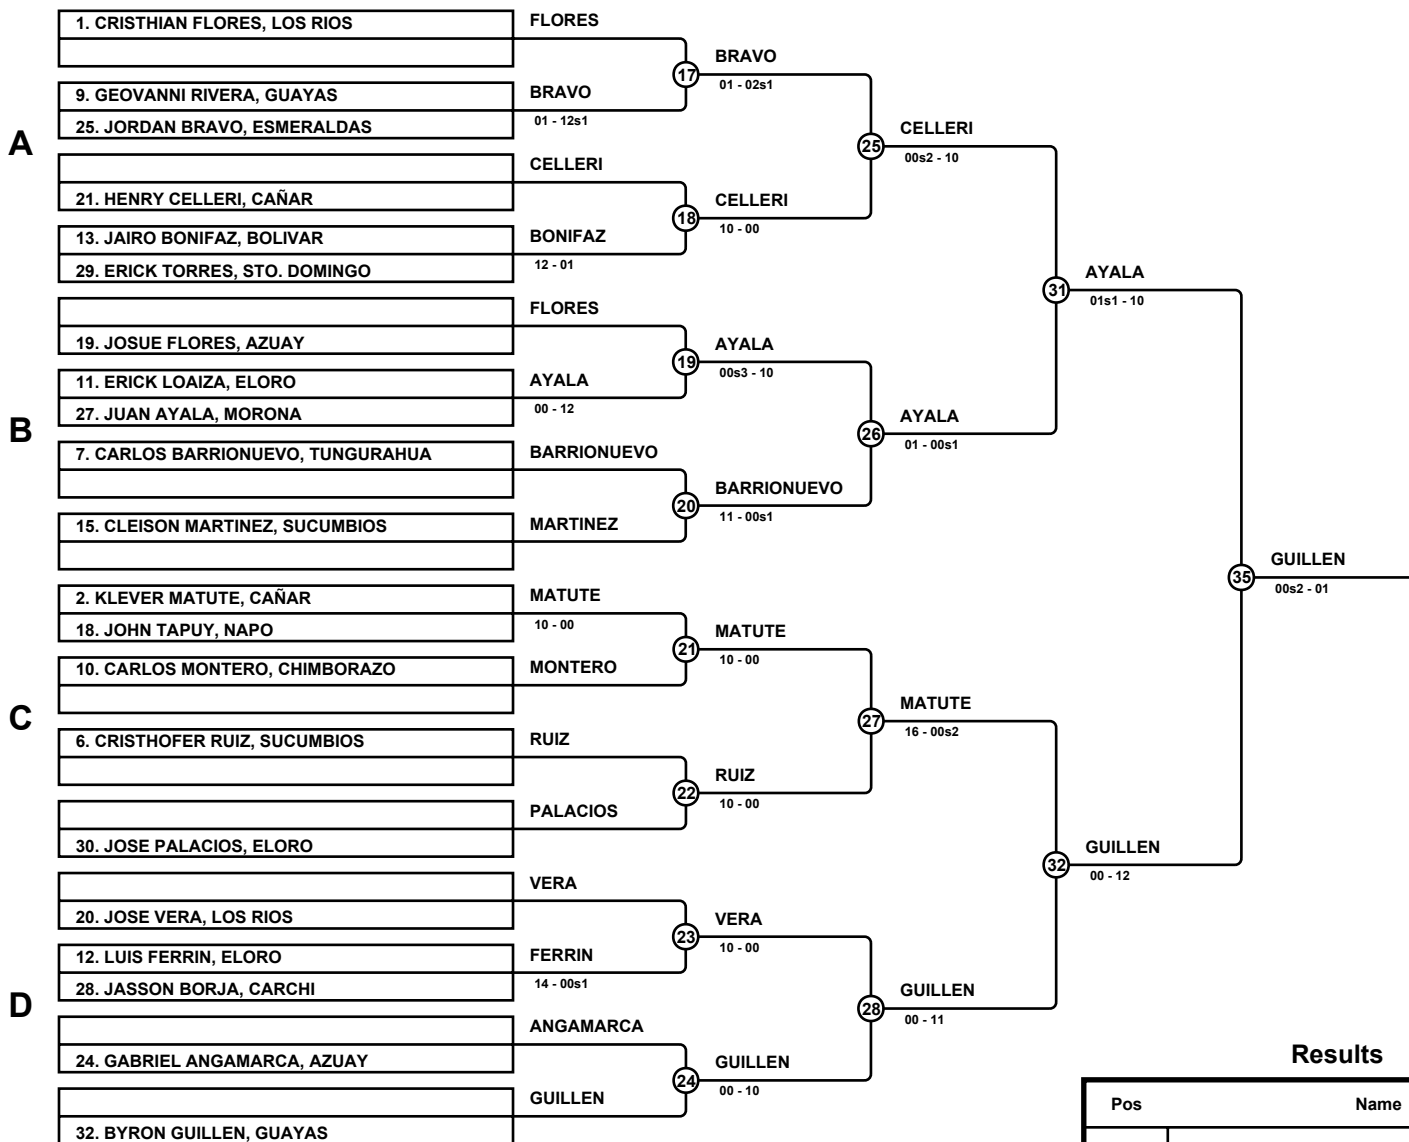 A
1. CRISTHIAN FLORES, LOS RIOS
9. GEOVANNI RIVERA, GUAYAS
25. JORDAN BRAVO, ESMERALDAS
21. HENRY CELLERI, CAÑAR
13. JAIRO BONIFAZ, BOLIVAR
29. ERICK TORRES, STO. DOMINGO
B
19. JOSUE FLORES, AZUAY
11. ERICK LOAIZA, ELORO
27. JUAN AYALA, MORONA
7. CARLOS BARRIONUEVO, TUNGURAHUA
15. CLEISON MARTINEZ, SUCUMBIOS
C
2. KLEVER MATUTE, CAÑAR
18. JOHN TAPUY, NAPO
10. CARLOS MONTERO, CHIMBORAZO
6. CRISTHOFER RUIZ, SUCUMBIOS
30. JOSE PALACIOS, ELORO
D
20. JOSE VERA, LOS RIOS
12. LUIS FERRIN, ELORO
28. JASSON BORJA, CARCHI
24. GABRIEL ANGAMARCA, AZUAY
32. BYRON GUILLEN, GUAYAS
FLORES
BRAVO
01 - 12s1
CELLERI
BONIFAZ
12 - 01
FLORES
AYALA
00 - 12
BARRIONUEVO
MARTINEZ
MATUTE
10 - 00
MONTERO
RUIZ
PALACIOS
VERA
FERRIN
14 - 00s1
ANGAMARCA
GUILLEN
17
BRAVO
01 - 02s1
18
CELLERI
10 - 00
19
AYALA
00s3 - 10
20
BARRIONUEVO
11 - 00s1
21
MATUTE
10 - 00
22
RUIZ
10 - 00
23
VERA
10 - 00
24
GUILLEN
00 - 10
25
CELLERI
00s2 - 10
26
AYALA
01 - 00s1
27
MATUTE
16 - 00s2
28
GUILLEN
00 - 11
31
AYALA
01s1 - 10
32
GUILLEN
00 - 12
35
GUILLEN
00s2 - 01
Results
Pos Name